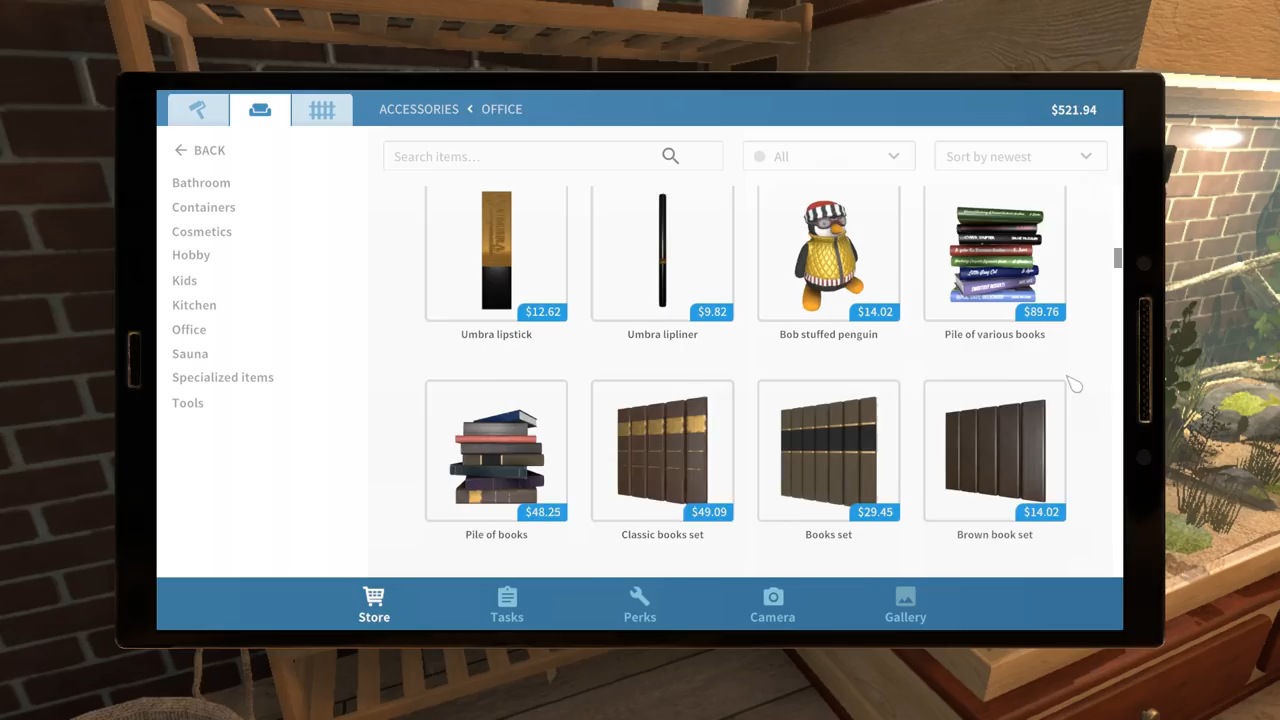 ACCESSORIES < OFFICE
$521.94
BACK
Search items...
All
Sort by newest
Bathroom
Containers
Cosmetics
Hobby
Kids
Kitchen
Office
Sauna
Specialized items
Tools
$12.62
$9.82
$14.02
$89.76
Umbra lipstick
Umbra lipliner
Bob stuffed penguin
Pile of various books
$48.25
$49.09
$29.45
$14.02
Pile of books
Classic books set
Books set
Brown book set
Store
Tasks
Perks
Camera
Gallery